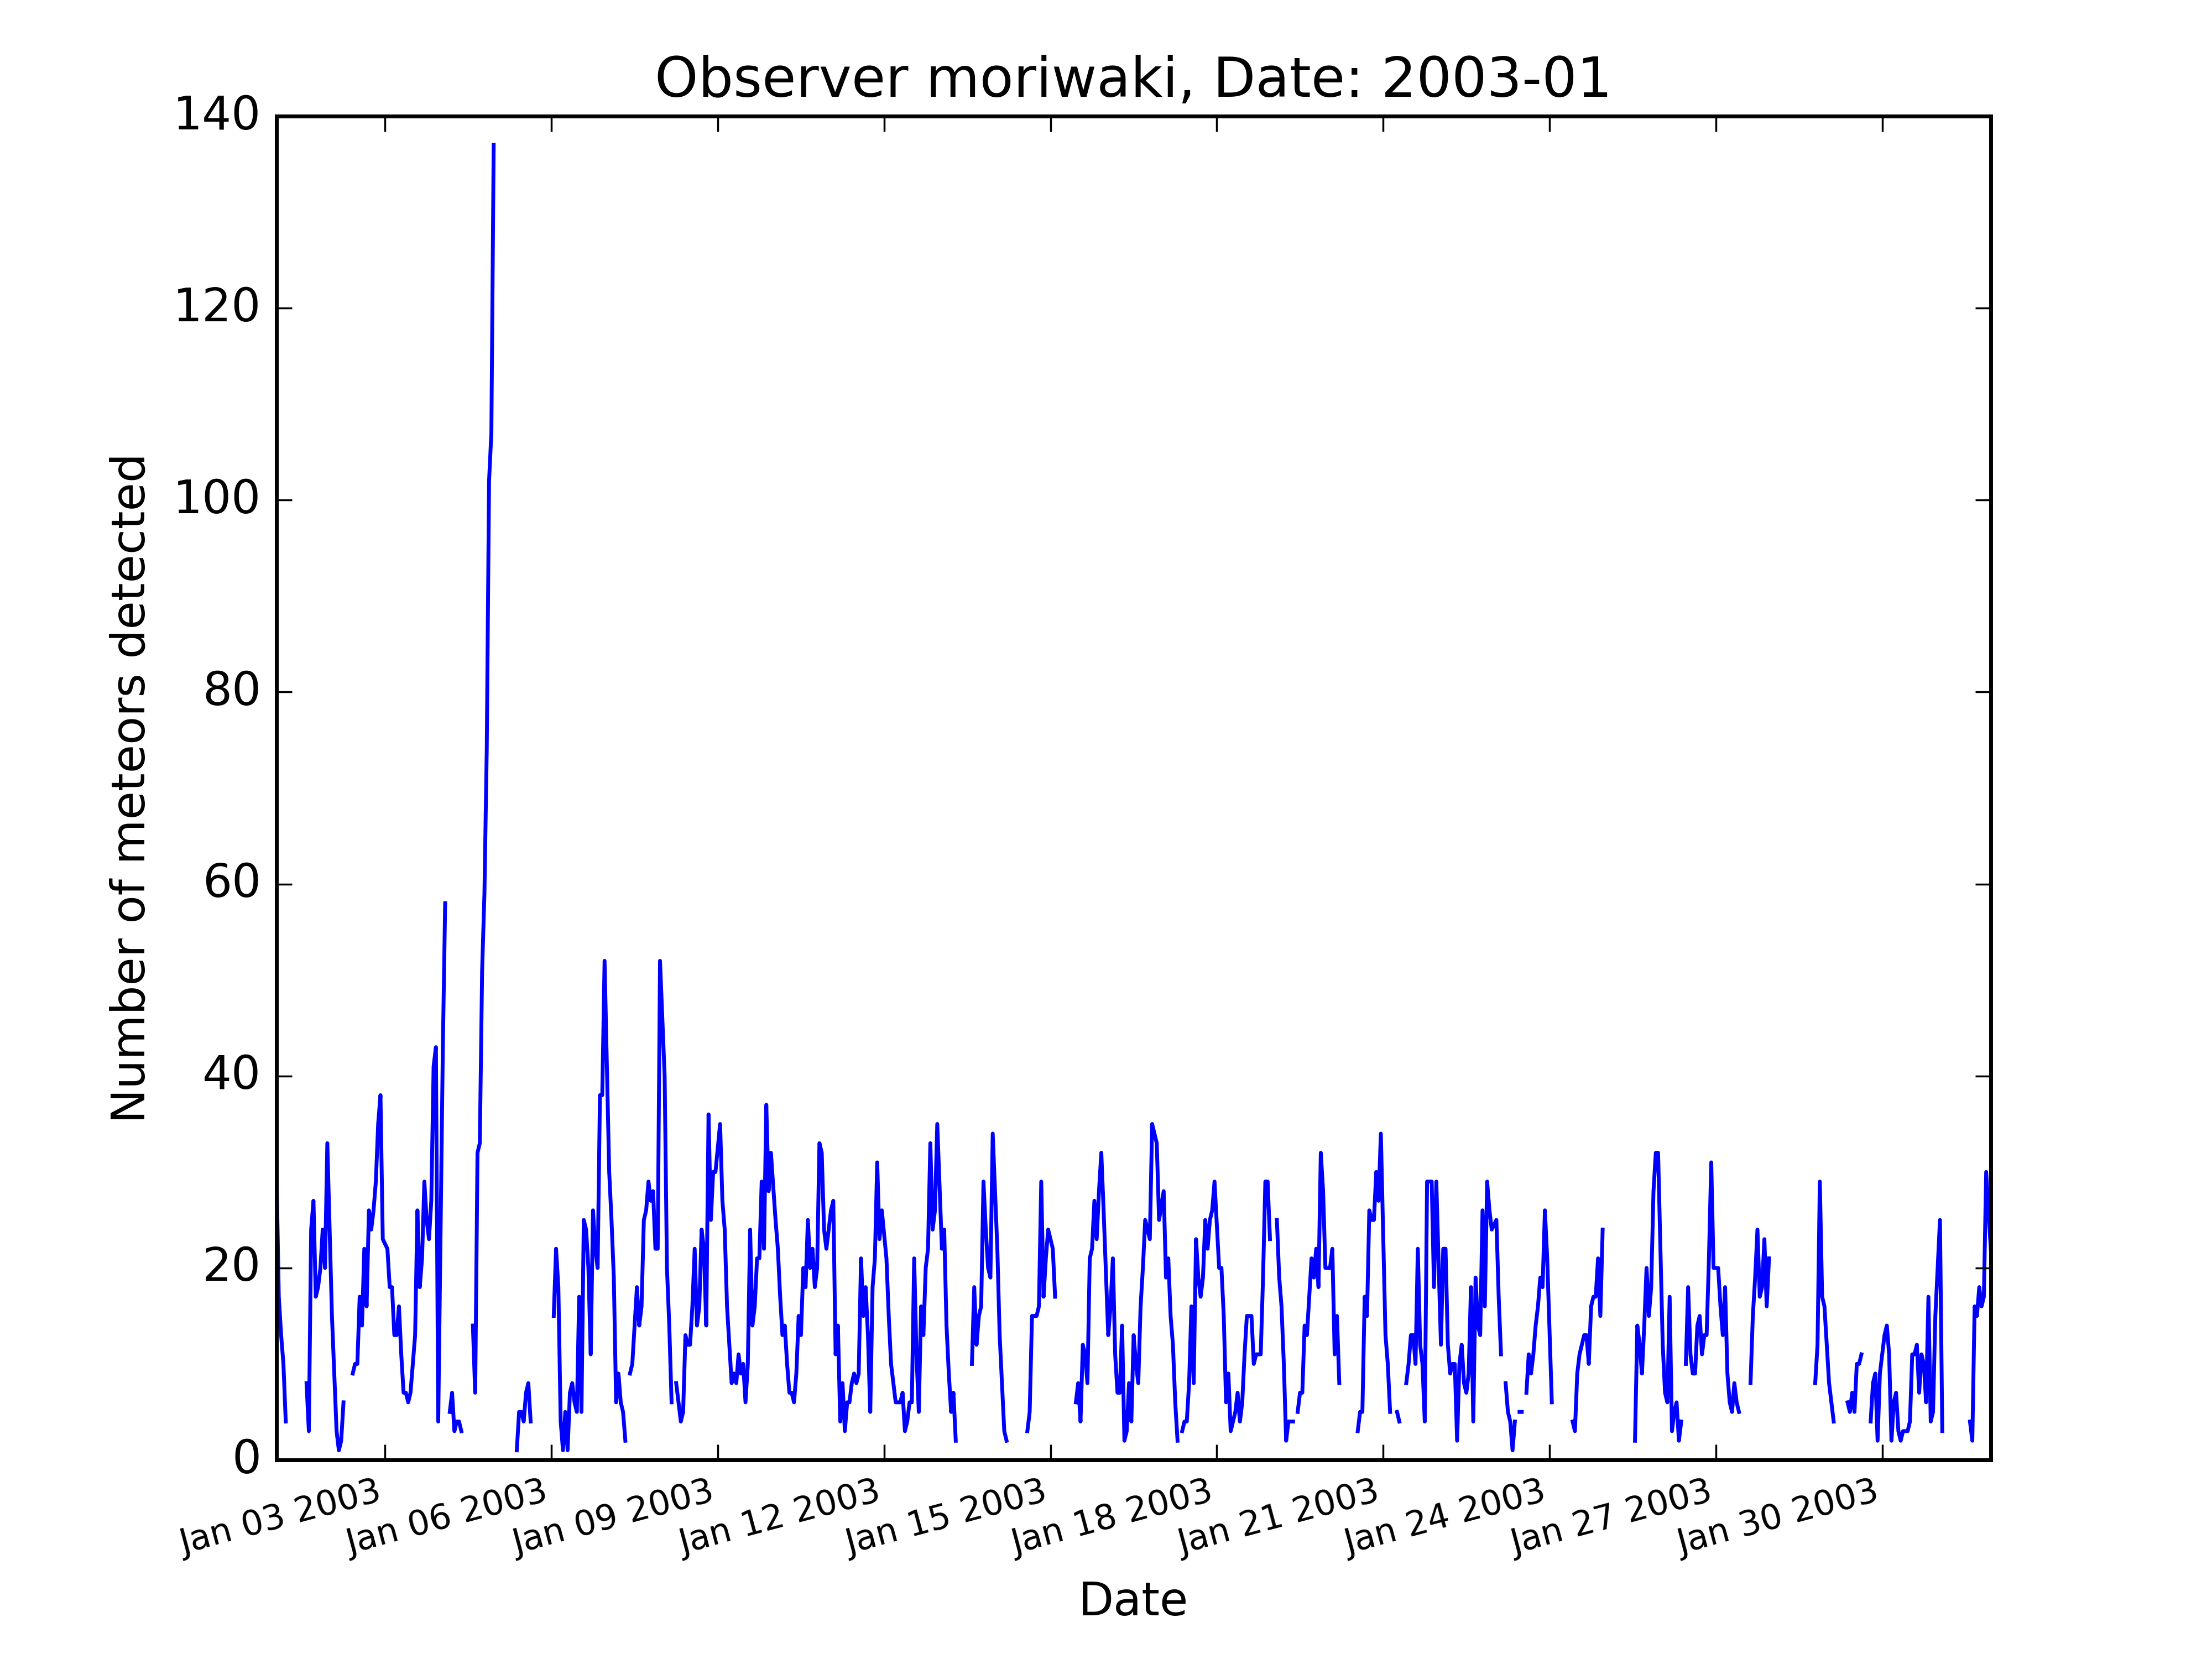 Observer moriwaki, Date: 2003-01
Number of meteors detected
140
120
100
80
60
40
20
0
Jan 03 2003
Jan 06 2003
Jan 09 2003
Jan 12 2003
Jan 15 2003
Jan 18 2003
Jan 21 2003
Jan 24 2003
Jan 27 2003
Jan 30 2003
Date